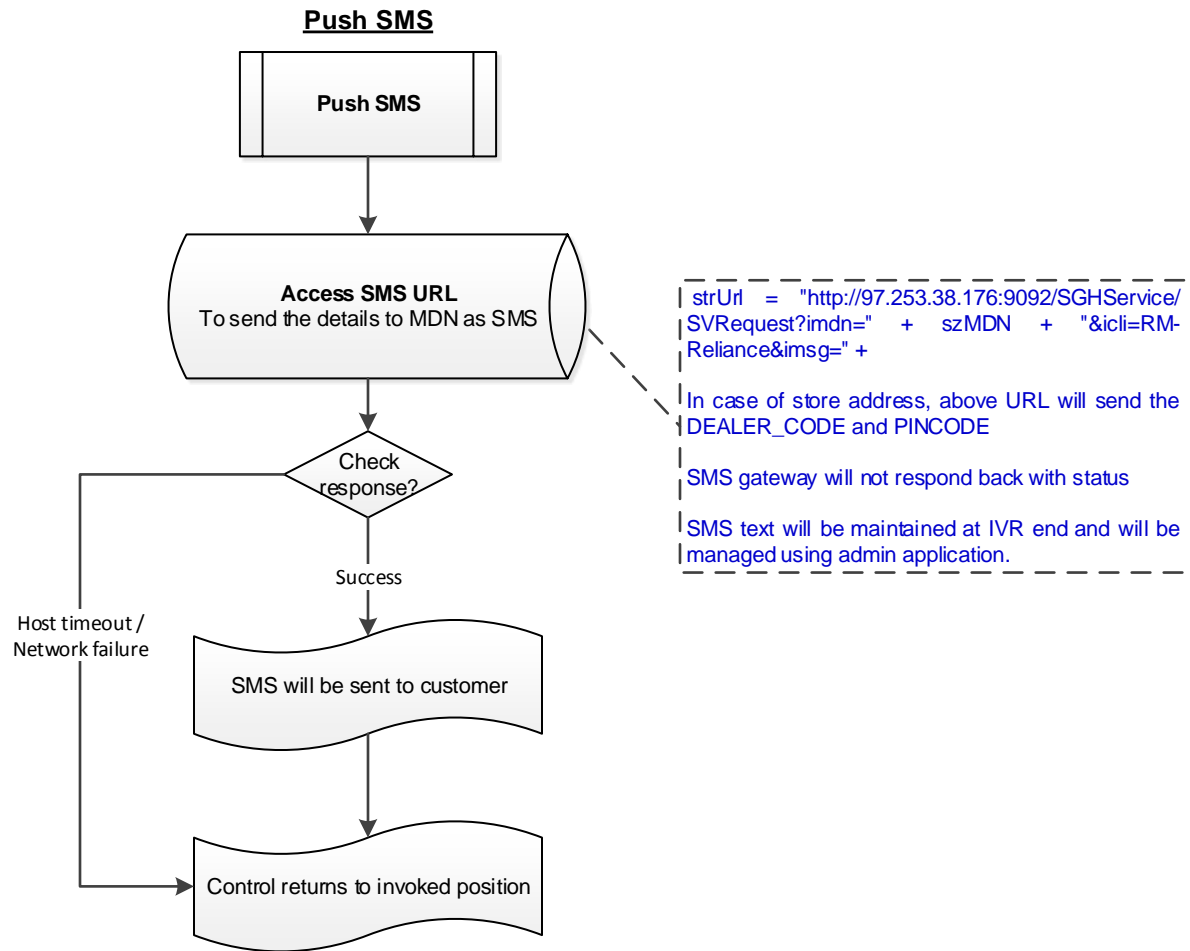 Push SMS
Push SMS
Access SMS URL
To send the details to MDN as SMS
strUrl = "http://97.253.38.176:9092/SGHService/
SVRequest?imdn=" + szMDN + "&icli=RM-
Reliance&imsg=" +
In case of store address, above URL will send the
DEALER_CODE and PINCODE
SMS gateway will not respond back with status
SMS text will be maintained at IVR end and will be
managed using admin application.
Check
response?
Success
Host timeout /
Network failure
SMS will be sent to customer
Control returns to invoked position